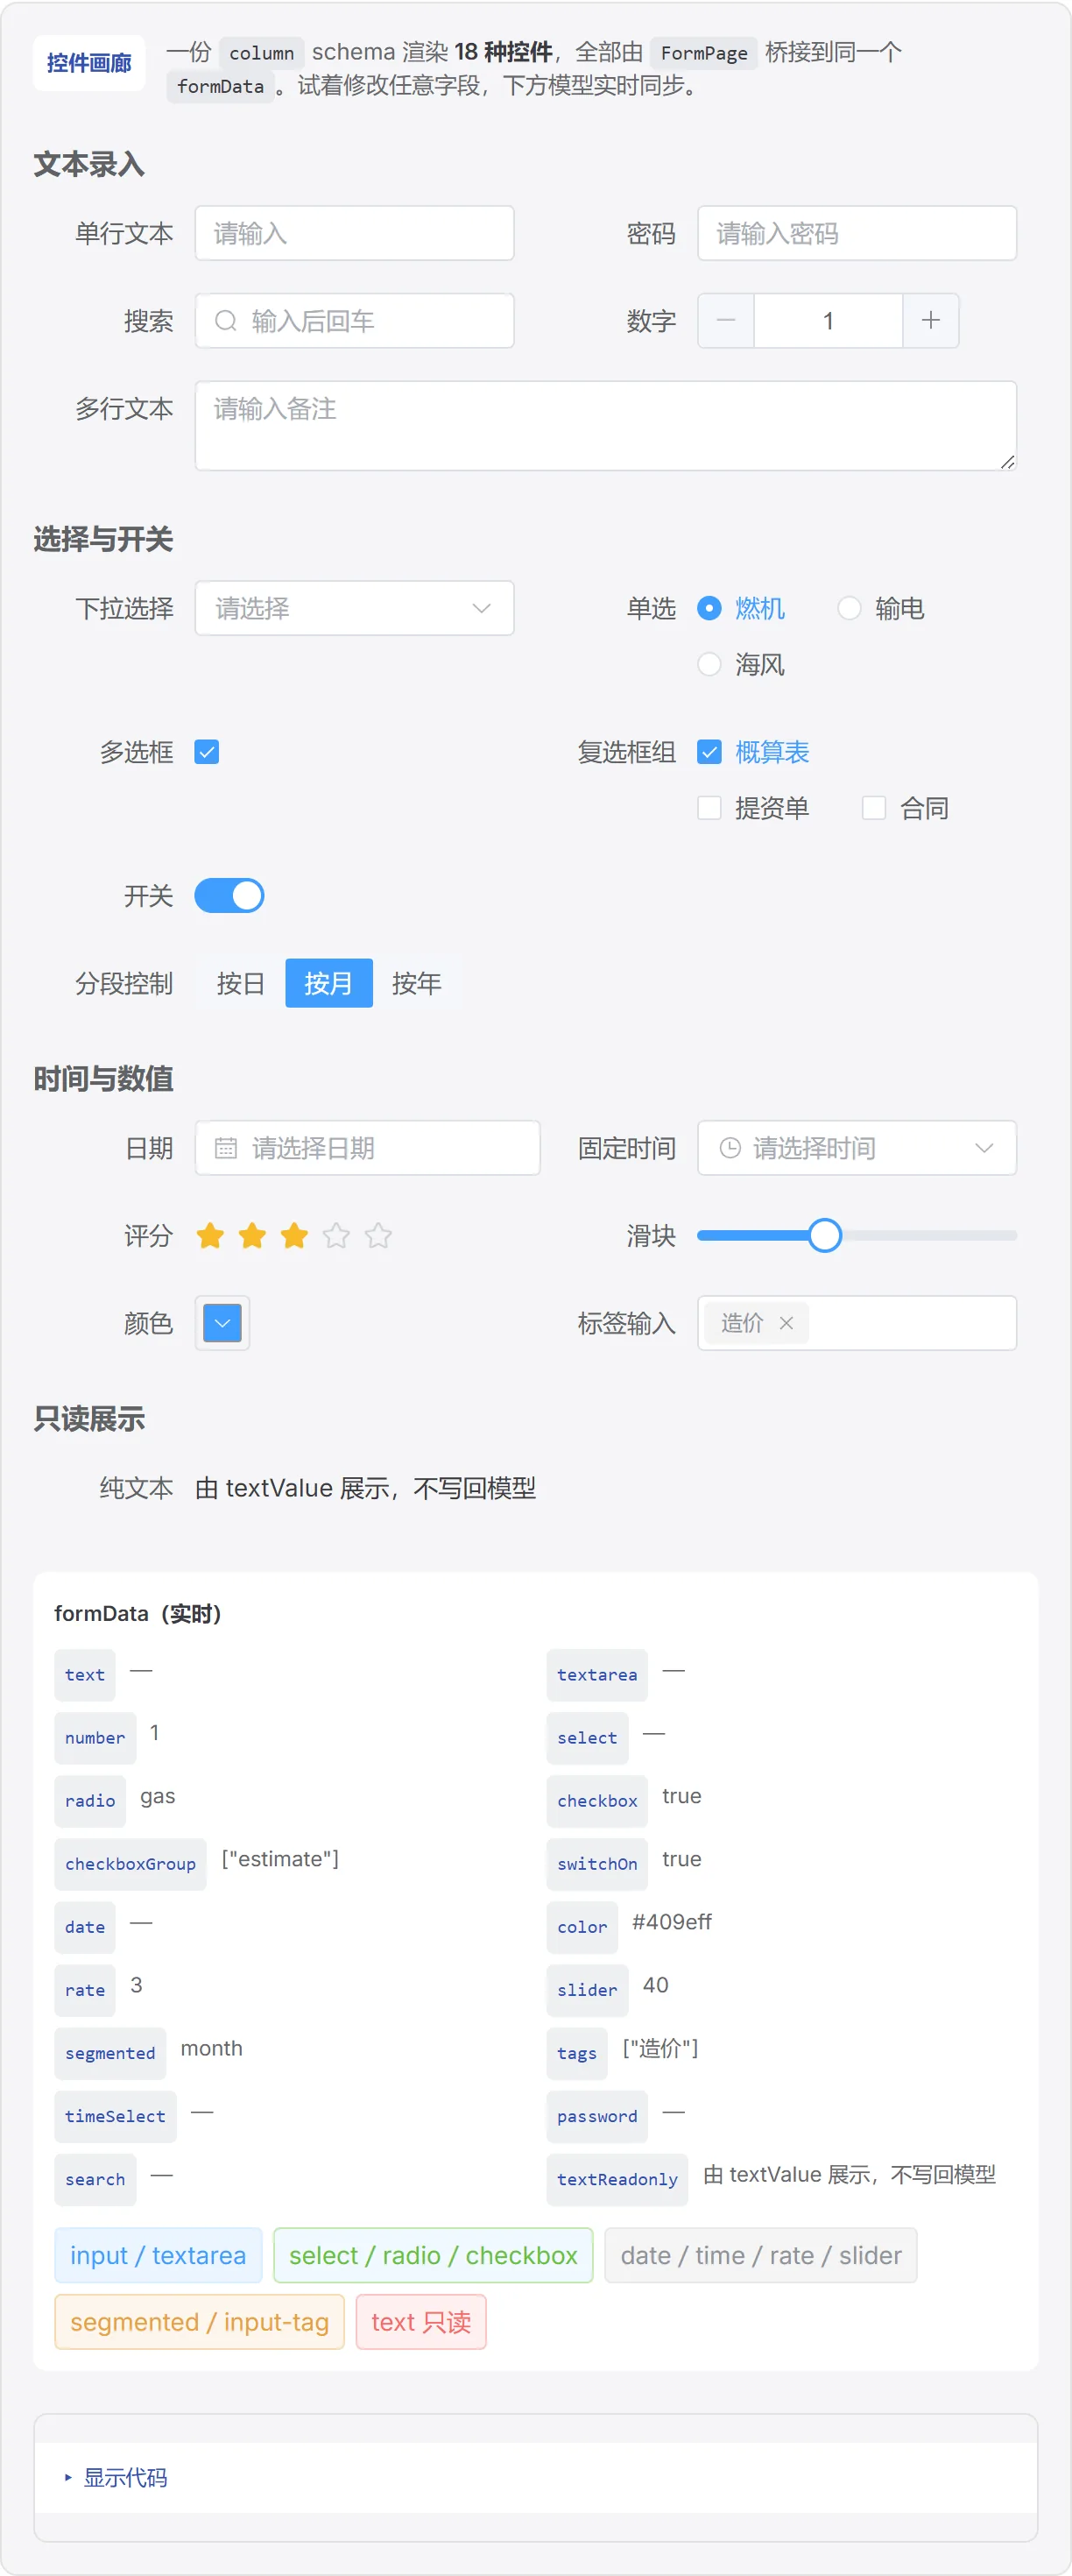 控件画廊
一份 column schema 渲染 18 种控件，全部由 FormPage 桥接到同一个
formData 。试着修改任意字段，下方模型实时同步。
文本录入
单行文本 请输入 密码 请输入密码
搜索 输入后回车 数字 1
多行文本 请输入备注
选择与开关
下拉选择 请选择 单选 燃机 输电
海风
多选框 复选框组 概算表
提资单 合同
开关
分段控制 按日 按月 按年
时间与数值
日期 请选择日期 固定时间 请选择时间
评分 滑块
颜色 标签输入 造价
只读展示
纯文本 由 textValue 展示，不写回模型
formData（实时）
text — textarea —
number 1 select —
radio gas checkbox true
checkboxGroup ["estimate"] switchOn true
date — color #409eff
rate 3 slider 40
segmented month tags ["造价"]
timeSelect — password —
search — textReadonly 由 textValue 展示，不写回模型
input / textarea select / radio / checkbox date / time / rate / slider
segmented / input-tag text 只读
显示代码